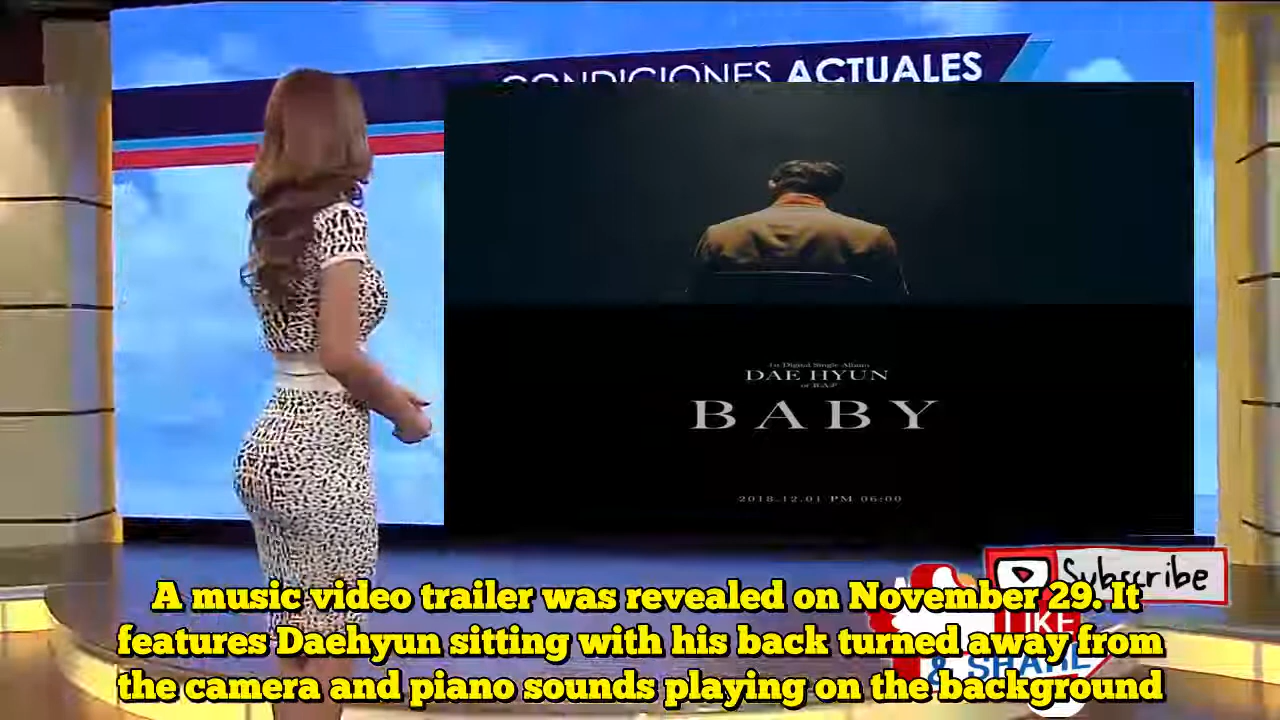 CONDICIONES ACTUALES
1st Digital Single Album
DAE HYUN
of B.A.P
BABY
2018.12.01 PM 06:00
Subscribe
LIKE
& SHARE
A music video trailer was revealed on November 29. It
features Daehyun sitting with his back turned away from
the camera and piano sounds playing on the background